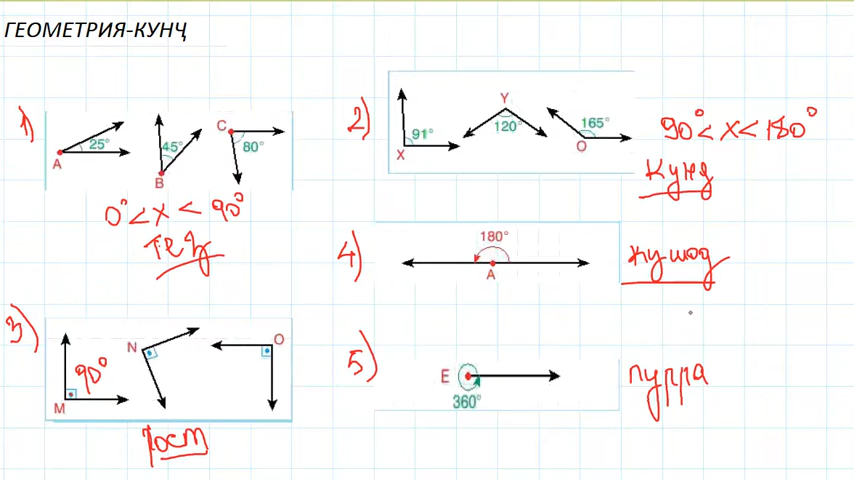 ГЕОМЕТРИЯ-КУНҶ
1)
A 25°
B 45°
C 80°
0° < x < 90°
тез
2)
X 91°
Y 120°
O 165°
90° < x < 180°
Кунд
3)
M 90°
N
O
рост
4)
180°
A
кушод
5)
E
360°
пурра